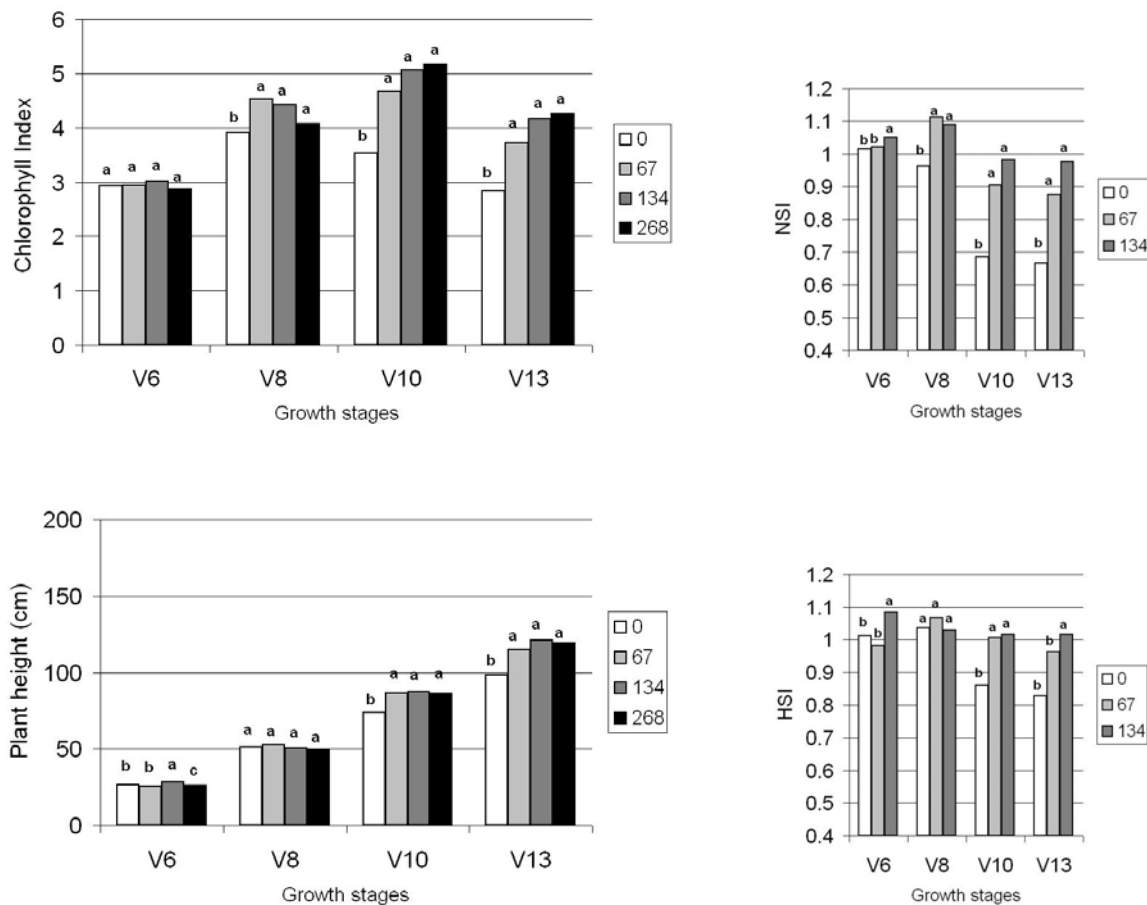 6
5
4
3
2
1
0
Chlorophyll Index
a a a a
b a a a
b a a a
b a a a
V6 V8 V10 V13
Growth stages
0
67
134
268
1.2
1.1
1
0.9
0.8
0.7
0.6
0.5
0.4
NSI
b b a
b a a
b a a
b a a
V6 V8 V10 V13
Growth stages
0
67
134
200
150
100
50
0
Plant height (cm)
b b a c
a a a a
b a a a
b a a a
V6 V8 V10 V13
Growth stages
0
67
134
268
1.2
1.1
1
0.9
0.8
0.7
0.6
0.5
0.4
HSI
b b a
a a a
b a a
b b a
V6 V8 V10 V13
Growth stages
0
67
134